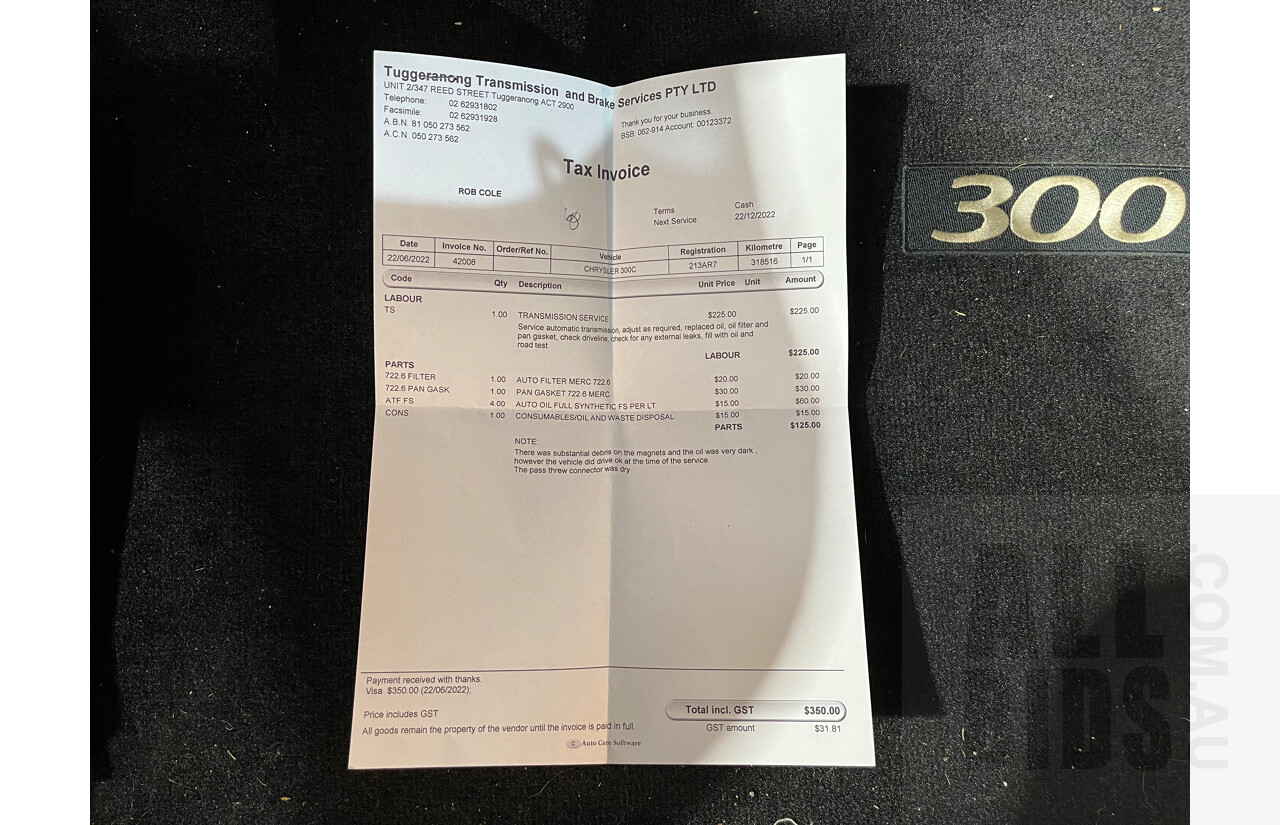 Tuggeranong Transmission and Brake Services PTY LTD
UNIT 2/347 REED STREET Tuggeranong ACT 2900
Telephone: 02 62931802
Facsimile: 02 62931928
A.B.N. 81 050 273 562
A.C.N. 050 273 562
Thank you for your business.
BSB: 062-914 Account: 00123372
Tax Invoice
ROB COLE
Terms Cash
Next Service 22/12/2022
Date Invoice No. Order/Ref No. Vehicle Registration Kilometre Page
22/06/2022 42008 CHRYSLER 300C 213AR7 318516 1/1
Code Qty Description Unit Price Unit Amount
LABOUR
TS 1.00 TRANSMISSION SERVICE $225.00 $225.00
Service automatic transmission, adjust as required, replaced oil, oil filter and
pan gasket, check driveline, check for any external leaks, fill with oil and
road test.
LABOUR $225.00
PARTS
722.6 FILTER 1.00 AUTO FILTER MERC 722.6 $20.00 $20.00
722.6 PAN GASK 1.00 PAN GASKET 722.6 MERC $30.00 $30.00
ATF FS 4.00 AUTO OIL FULL SYNTHETIC FS PER LT $15.00 $60.00
CONS 1.00 CONSUMABLES/OIL AND WASTE DISPOSAL $15.00 $15.00
PARTS $125.00
NOTE:
There was substantial debris on the magnets and the oil was very dark ,
however the vehicle did drive ok at the time of the service.
The pass threw connector was dry
Payment received with thanks.
Visa $350.00 (22/06/2022);
Price includes GST
All goods remain the property of the vendor until the invoice is paid in full.
Total incl. GST $350.00
GST amount $31.81
C Auto Care Software
300
ALL
BIDS
.COM.AU